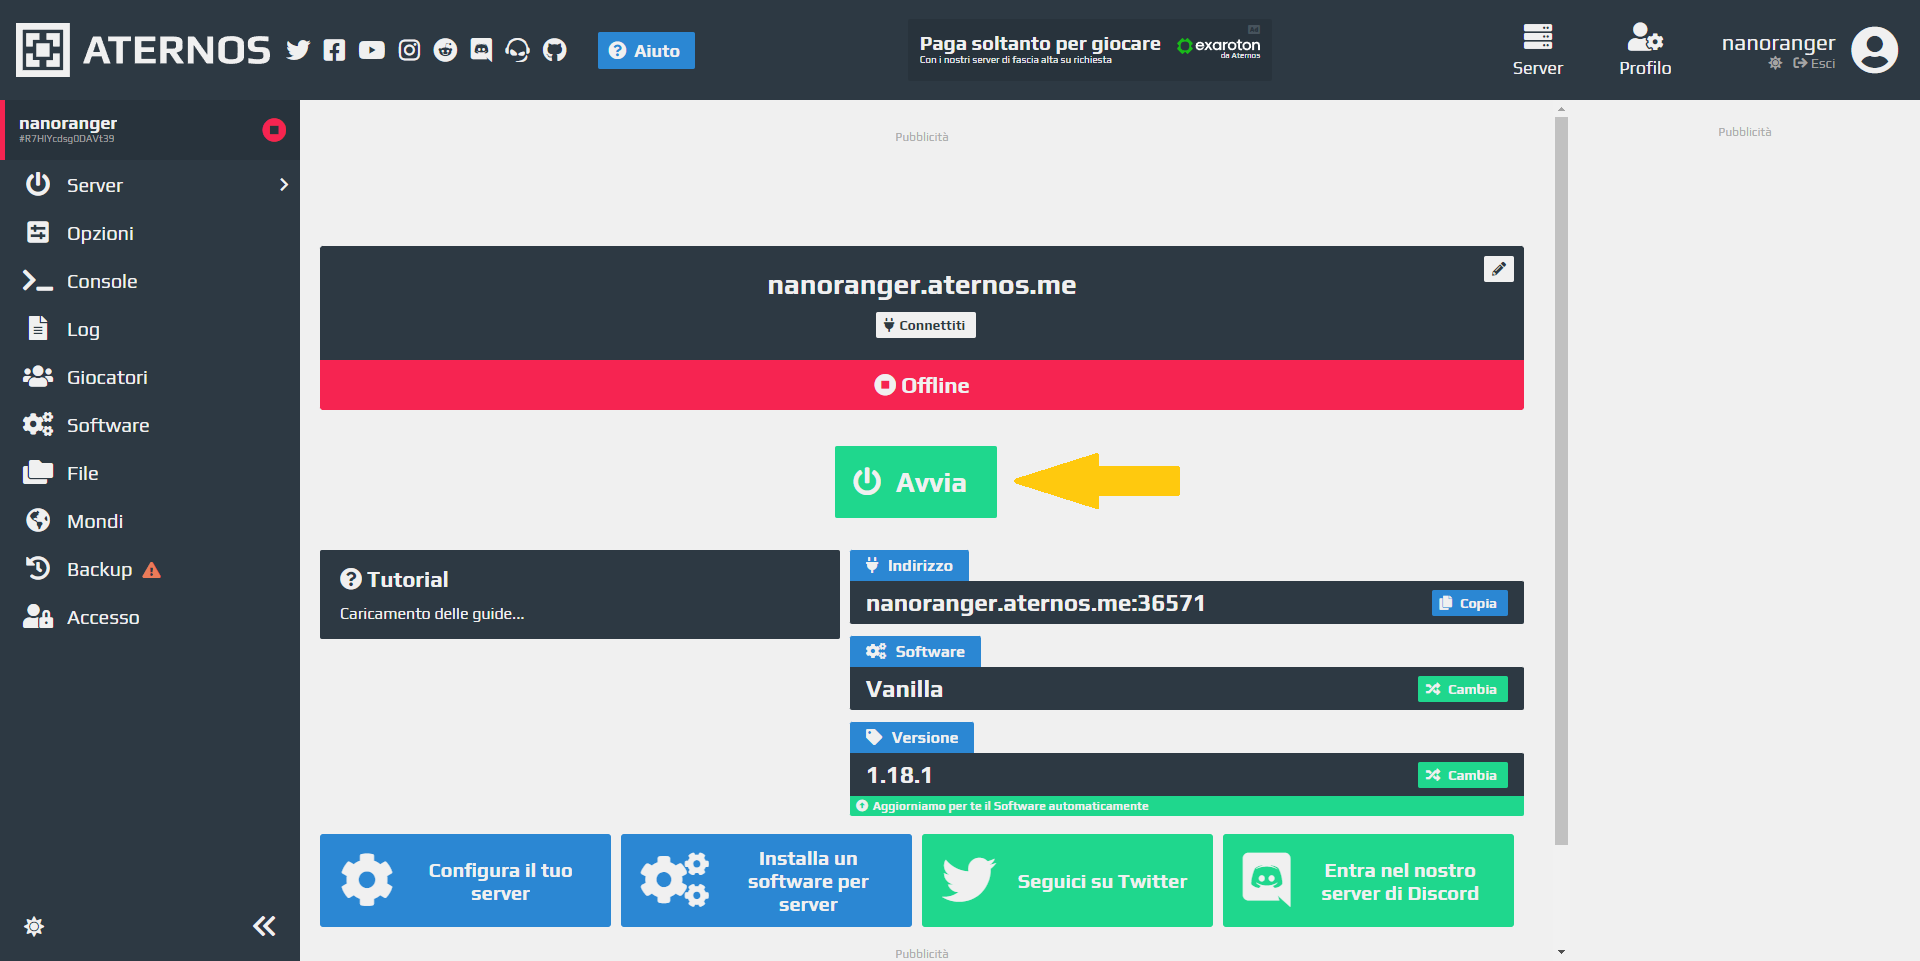 ATERNOS
Aiuto
Paga soltanto per giocare
Con i nostri server di fascia alta su richiesta
Ad
exaroton
da Aternos
Server
Profilo
nanoranger
Esci
nanoranger
Server
Opzioni
Console
Log
Giocatori
Software
File
Mondi
Backup
Accesso
Pubblicità
Pubblicità
nanoranger.aternos.me
Connettiti
Offline
Avvia
Tutorial
Caricamento delle guide...
Indirizzo
nanoranger.aternos.me:36571
Copia
Software
Vanilla
Cambia
Versione
1.18.1
Cambia
Aggiorniamo per te il Software automaticamente
Configura il tuo
server
Installa un
software per
server
Seguici su Twitter
Entra nel nostro
server di Discord
Pubblicità